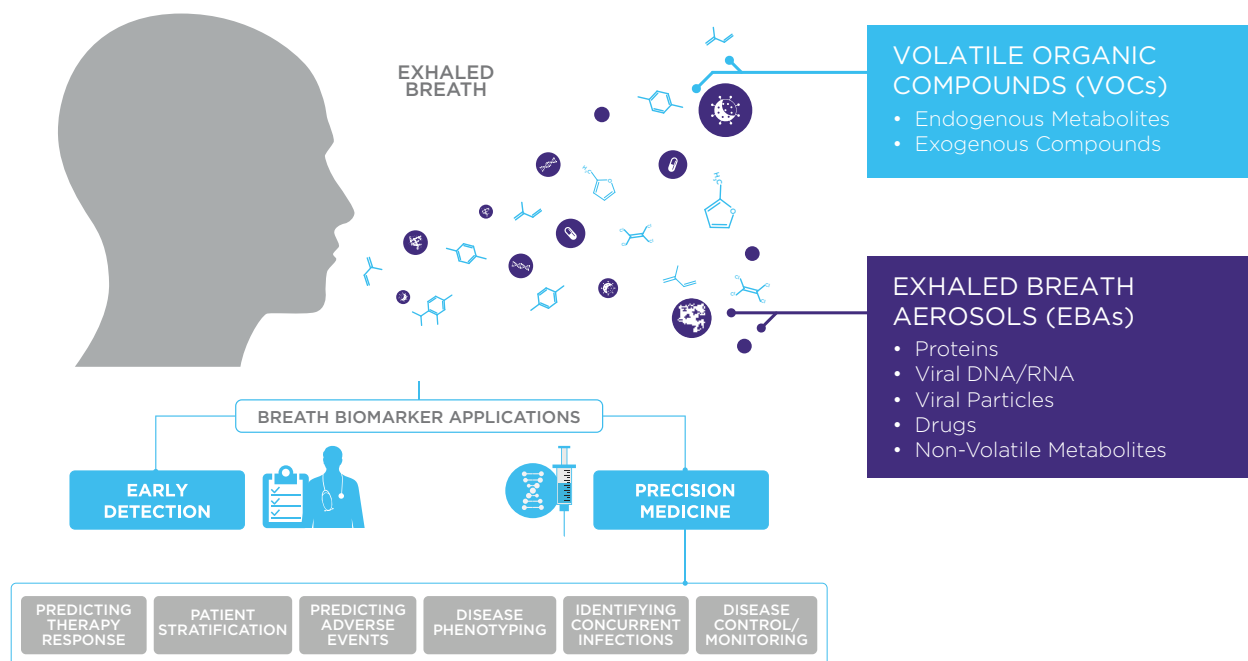 EXHALED
BREATH
VOLATILE ORGANIC
COMPOUNDS (VOCs)
• Endogenous Metabolites
• Exogenous Compounds
EXHALED BREATH
AEROSOLS (EBAs)
• Proteins
• Viral DNA/RNA
• Viral Particles
• Drugs
• Non-Volatile Metabolites
BREATH BIOMARKER APPLICATIONS
EARLY
DETECTION
PRECISION
MEDICINE
PREDICTING
THERAPY
RESPONSE
PATIENT
STRATIFICATION
PREDICTING
ADVERSE
EVENTS
DISEASE
PHENOTYPING
IDENTIFYING
CONCURRENT
INFECTIONS
DISEASE
CONTROL/
MONITORING